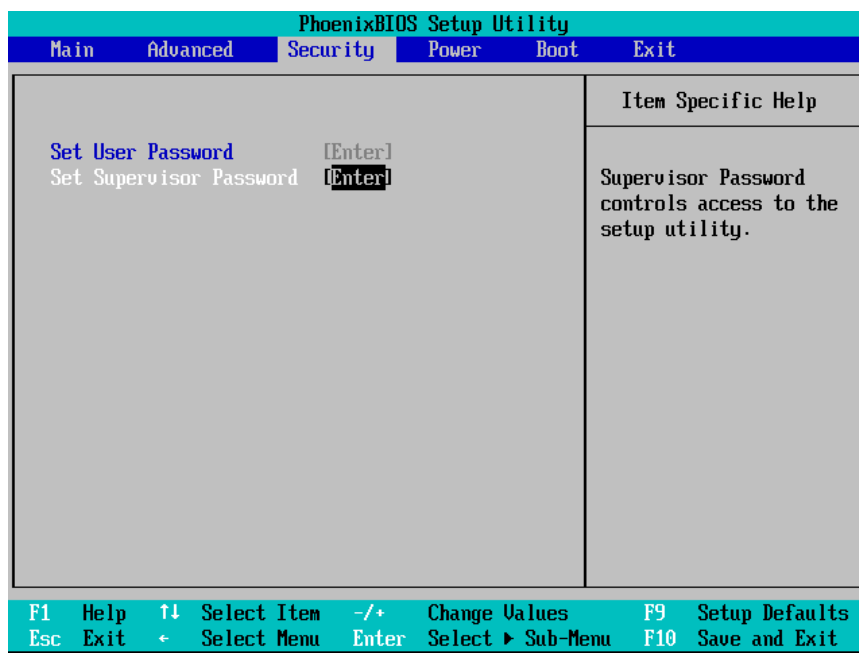 PhoenixBIOS Setup Utility
Main Advanced Security Power Boot Exit
Item Specific Help
Set User Password [Enter]
Set Supervisor Password [Enter]
Supervisor Password
controls access to the
setup utility.
F1 Help ↑↓ Select Item -/+ Change Values F9 Setup Defaults
Esc Exit ← Select Menu Enter Select ▶ Sub-Menu F10 Save and Exit